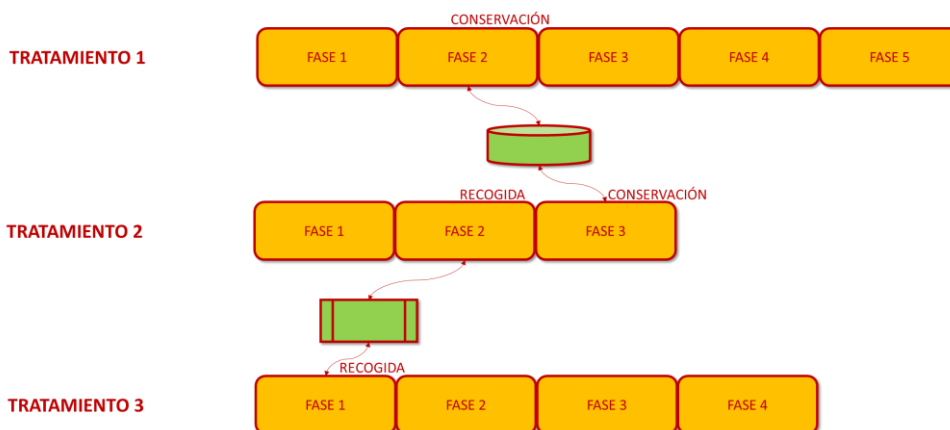 CONSERVACIÓN
TRATAMIENTO 1 FASE 1 FASE 2 FASE 3 FASE 4 FASE 5
RECOGIDA CONSERVACIÓN
TRATAMIENTO 2 FASE 1 FASE 2 FASE 3
RECOGIDA
TRATAMIENTO 3 FASE 1 FASE 2 FASE 3 FASE 4